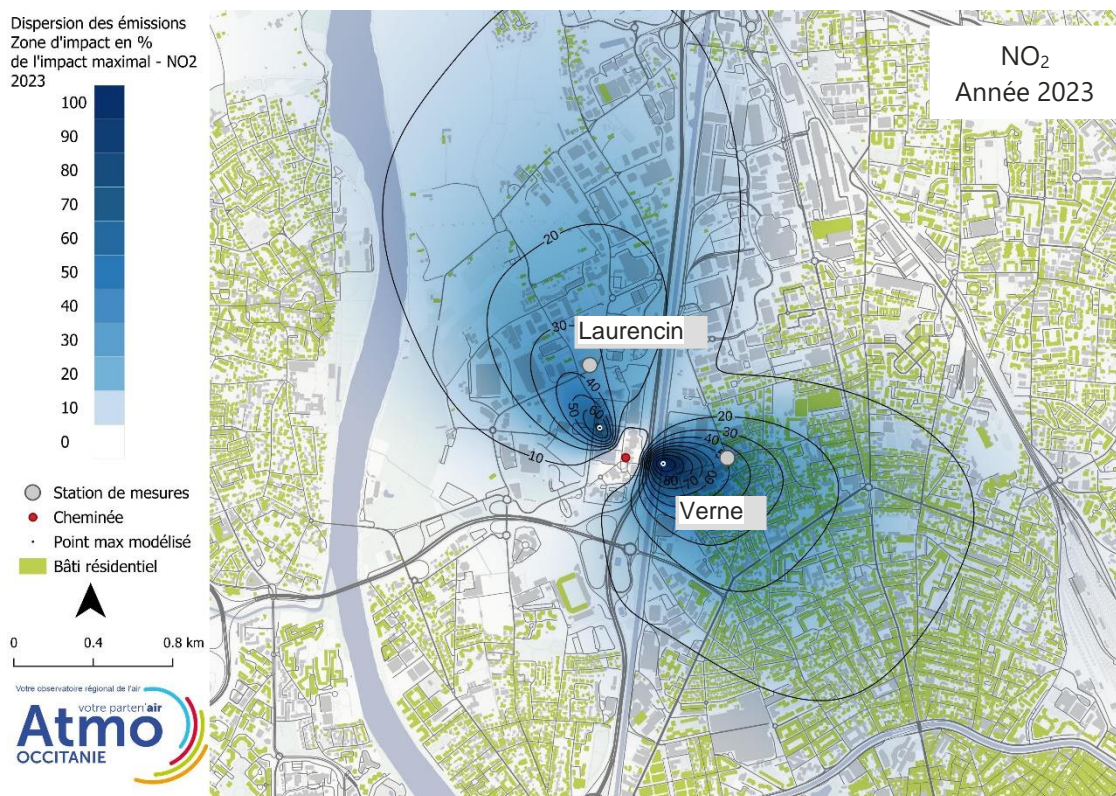 Dispersion des émissions
Zone d'impact en %
de l'impact maximal - NO2
2023
100
90
80
70
60
50
40
30
20
10
0
Station de mesures
Cheminée
Point max modélisé
Bâti résidentiel
0 0.4 0.8 km
Votre observatoire régional de l'air
votre parten'air
Atmo
OCCITANIE
NO₂
Année 2023
20
30
Laurencin
40
50
60
10
20
30
40
80
70
60
Verne